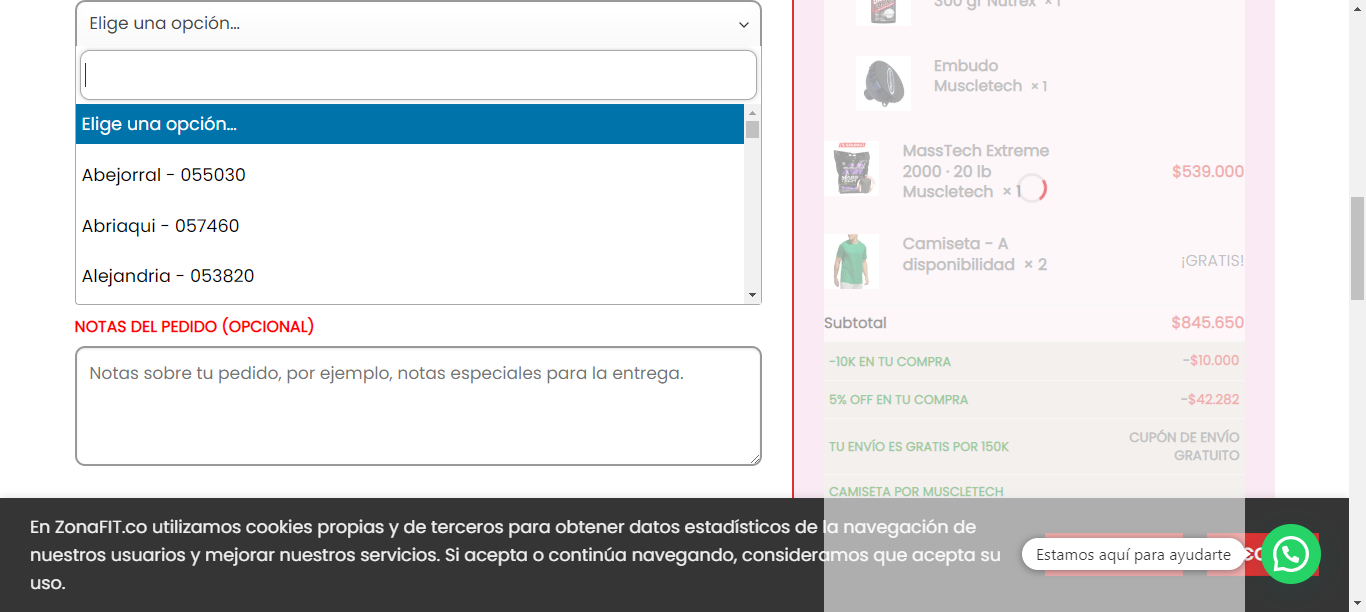 Elige una opción...
Elige una opción...
Abejorral - 055030
Abriaqui - 057460
Alejandria - 053820
NOTAS DEL PEDIDO (OPCIONAL)
Notas sobre tu pedido, por ejemplo, notas especiales para la entrega.
300 gr Nutrex × 1
Embudo
Muscletech × 1
MassTech Extreme
2000 · 20 lb
Muscletech × 1
$539.000
Camiseta - A
disponibilidad × 2
¡GRATIS!
Subtotal $845.650
-10K EN TU COMPRA -$10.000
5% OFF EN TU COMPRA -$42.282
TU ENVÍO ES GRATIS POR 150K
CUPÓN DE ENVÍO
GRATUITO
CAMISETA POR MUSCLETECH
En ZonaFIT.co utilizamos cookies propias y de terceros para obtener datos estadísticos de la navegación de
nuestros usuarios y mejorar nuestros servicios. Si acepta o continúa navegando, consideramos que acepta su
uso.
Estamos aquí para ayudarte